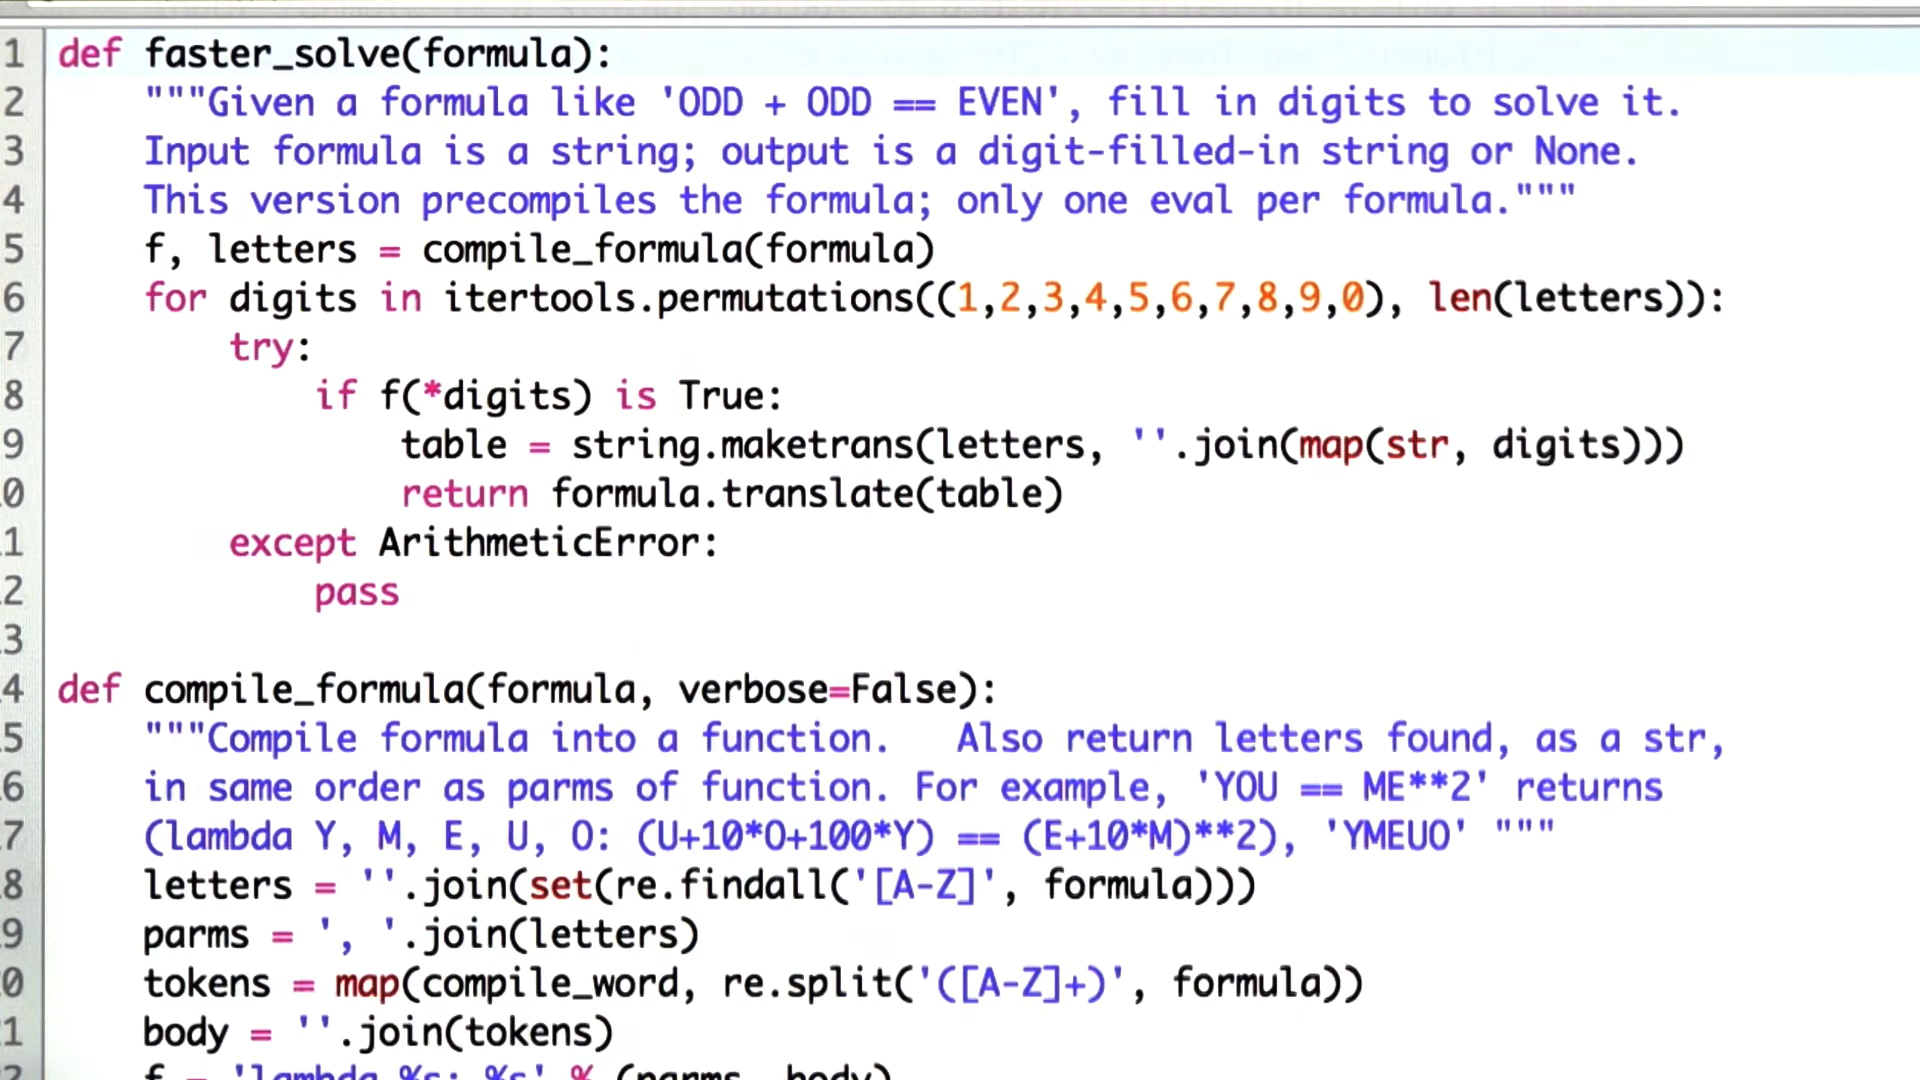 1 def faster_solve(formula):
2 """Given a formula like 'ODD + ODD == EVEN', fill in digits to solve it.
3 Input formula is a string; output is a digit-filled-in string or None.
4 This version precompiles the formula; only one eval per formula."""
5 f, letters = compile_formula(formula)
6 for digits in itertools.permutations((1,2,3,4,5,6,7,8,9,0), len(letters)):
7 try:
8 if f(*digits) is True:
9 table = string.maketrans(letters, ''.join(map(str, digits)))
0 return formula.translate(table)
1 except ArithmeticError:
2 pass
3
4 def compile_formula(formula, verbose=False):
5 """Compile formula into a function.   Also return letters found, as a str,
6 in same order as parms of function. For example, 'YOU == ME**2' returns
7 (lambda Y, M, E, U, O: (U+10*O+100*Y) == (E+10*M)**2), 'YMEUO' """
8 letters = ''.join(set(re.findall('[A-Z]', formula)))
9 parms = ', '.join(letters)
0 tokens = map(compile_word, re.split('([A-Z]+)', formula))
1 body = ''.join(tokens)
2 f = 'lambda %s: %s' % (parms, body)